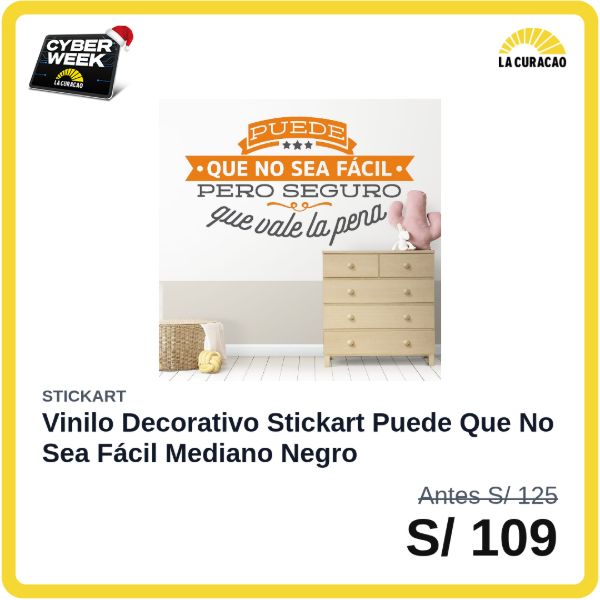 CYBER
WEEK
LA CURACAO
LA CURACAO
PUEDE
QUE NO SEA FÁCIL
PERO SEGURO
que vale la pena
STICKART
Vinilo Decorativo Stickart Puede Que No
Sea Fácil Mediano Negro
Antes S/ 125
S/ 109